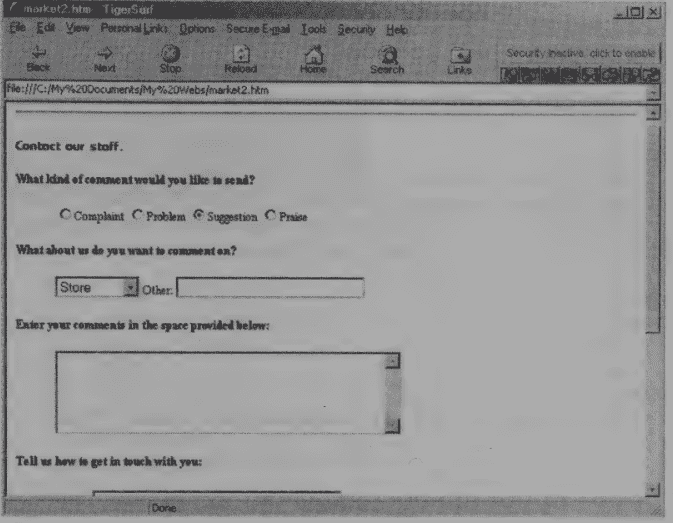 market2.htm TigerSurf
File Edit View Personal Links Options Secure E-mail Tools Security Help
Back Next Stop Reload Home Search Links Security Inactive, click to enable
file:///C:/My%20Documents/My%20Webs/market2.htm
Contact our staff.
What kind of comment would you like to send?
Complaint Problem Suggestion Praise
What about us do you want to comment on?
Store Other:
Enter your comments in the space provided below:
Tell us how to get in touch with you:
Done